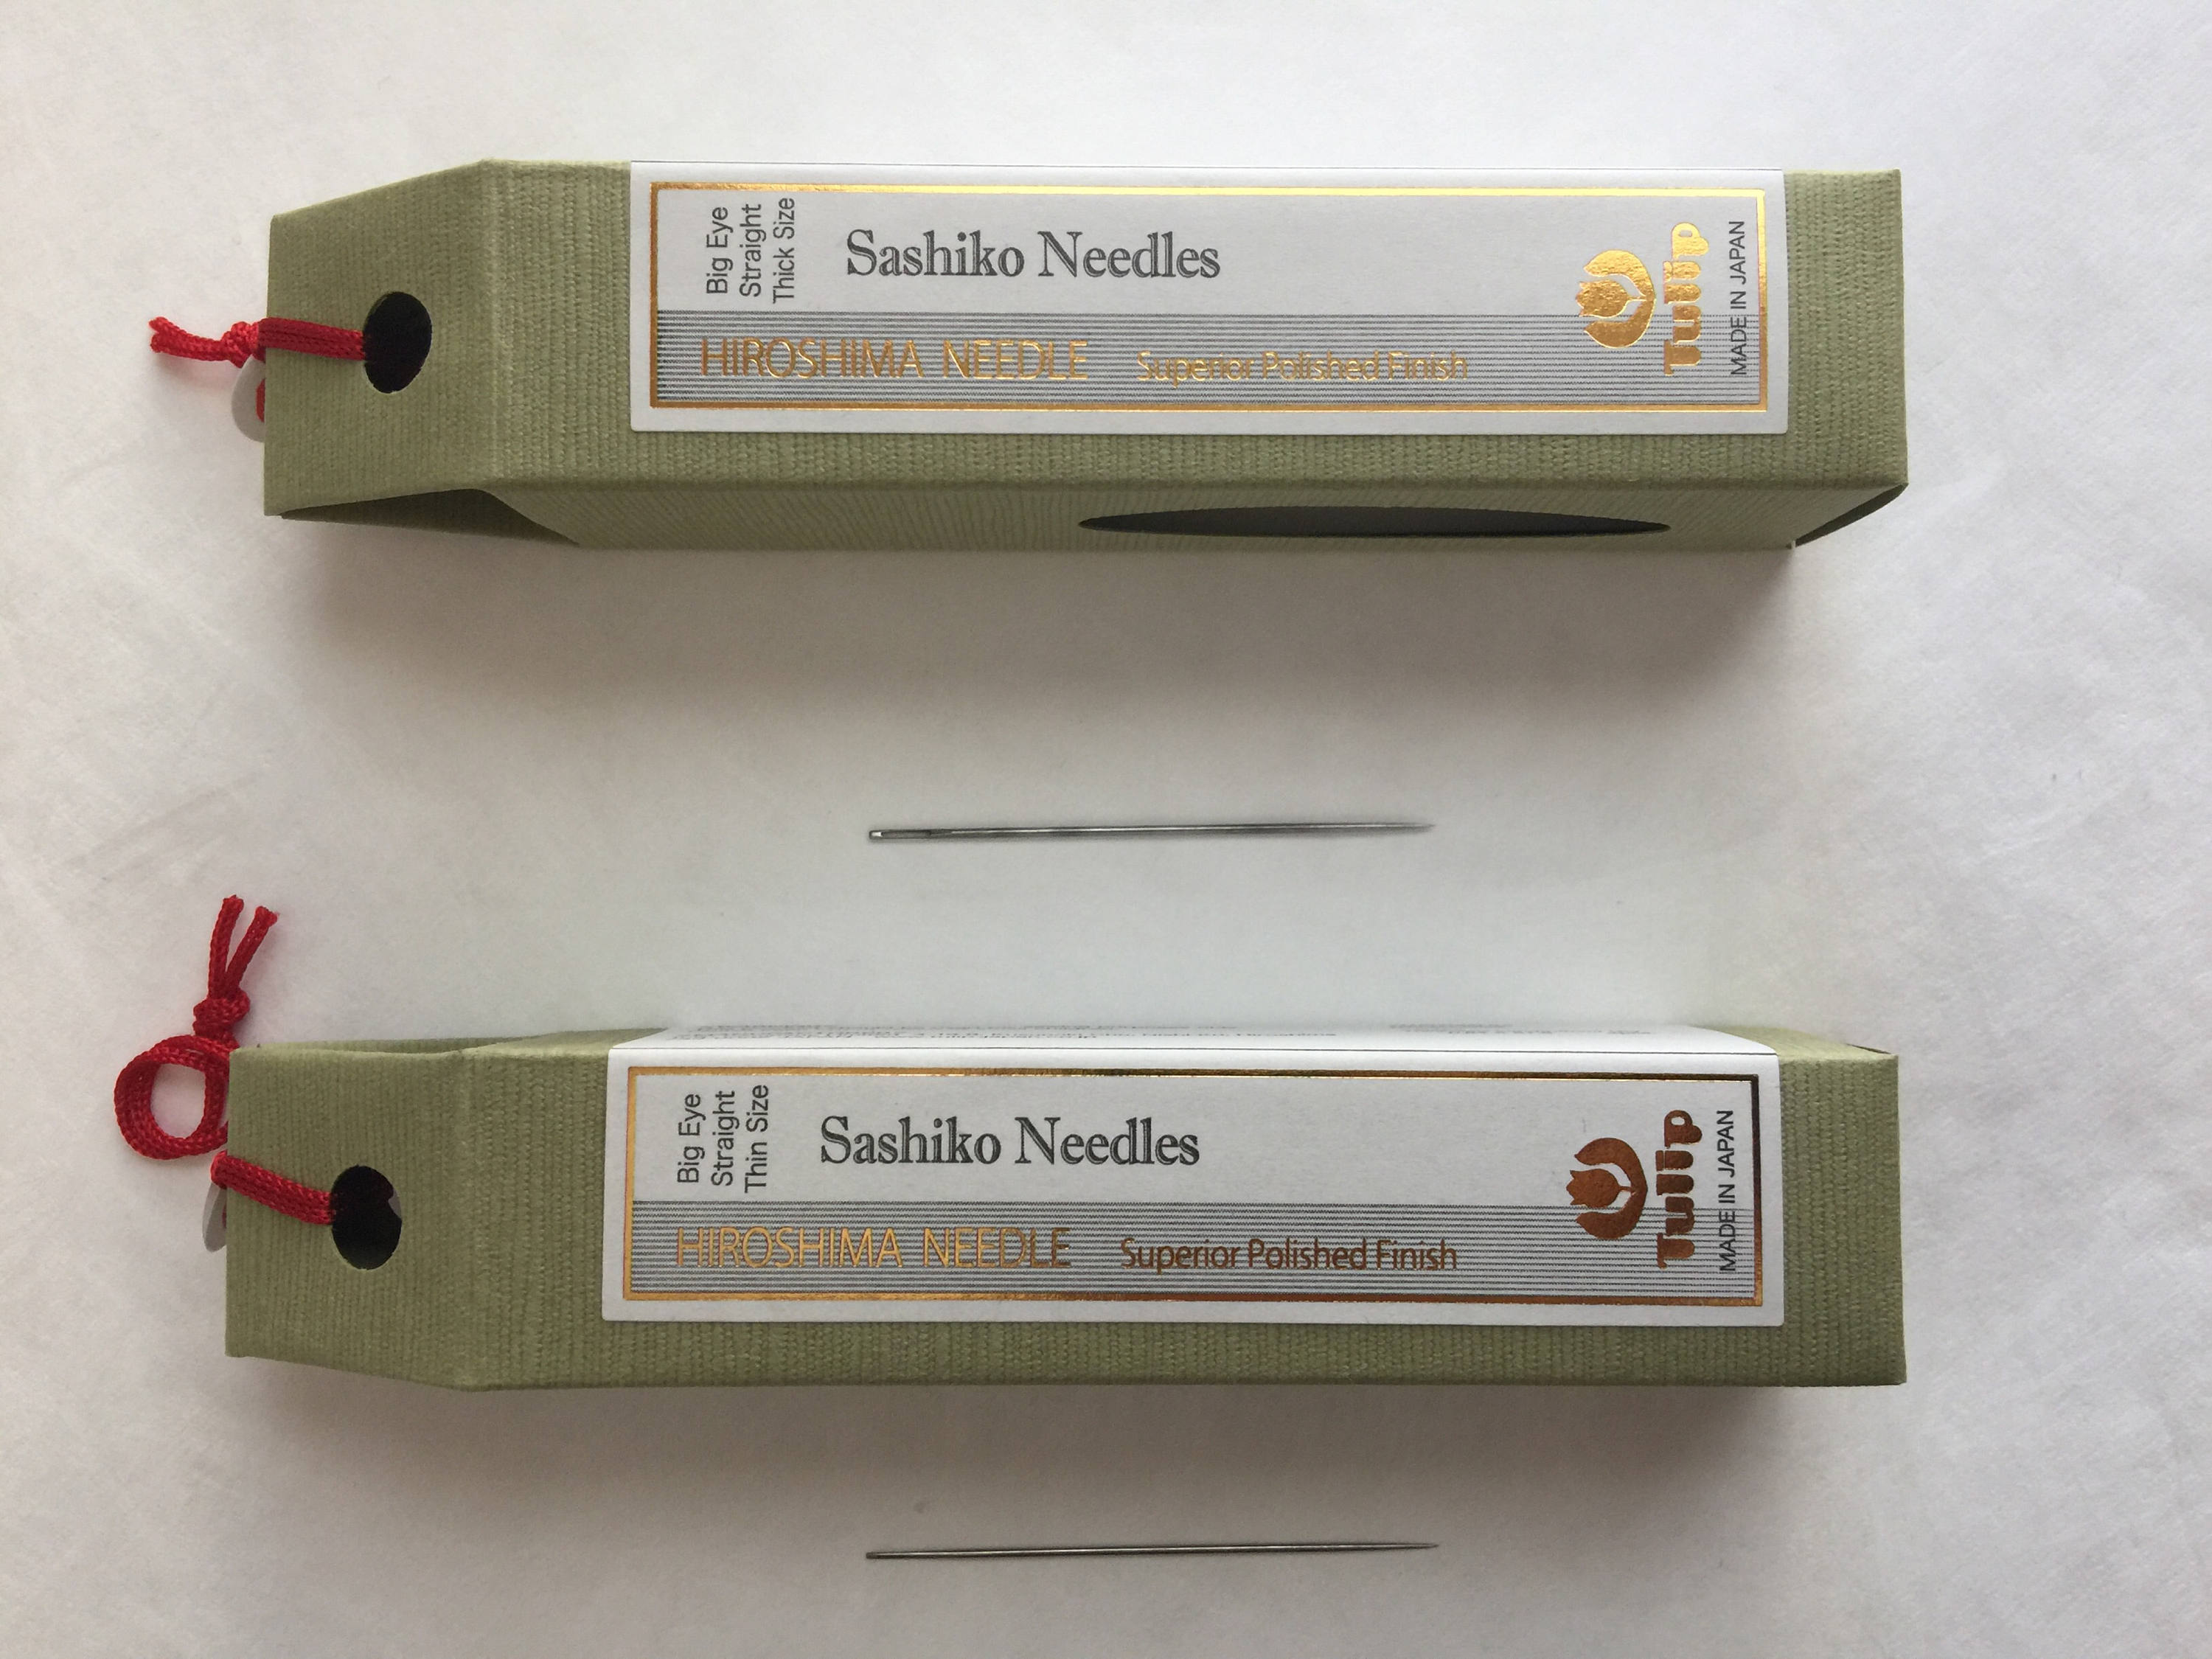 Big Eye
Straight
Thick Size
Sashiko Needles
HIROSHIMA NEEDLE Superior Polished Finish
Tulip
MADE IN JAPAN
Big Eye
Straight
Thin Size
Sashiko Needles
HIROSHIMA NEEDLE Superior Polished Finish
Tulip
MADE IN JAPAN